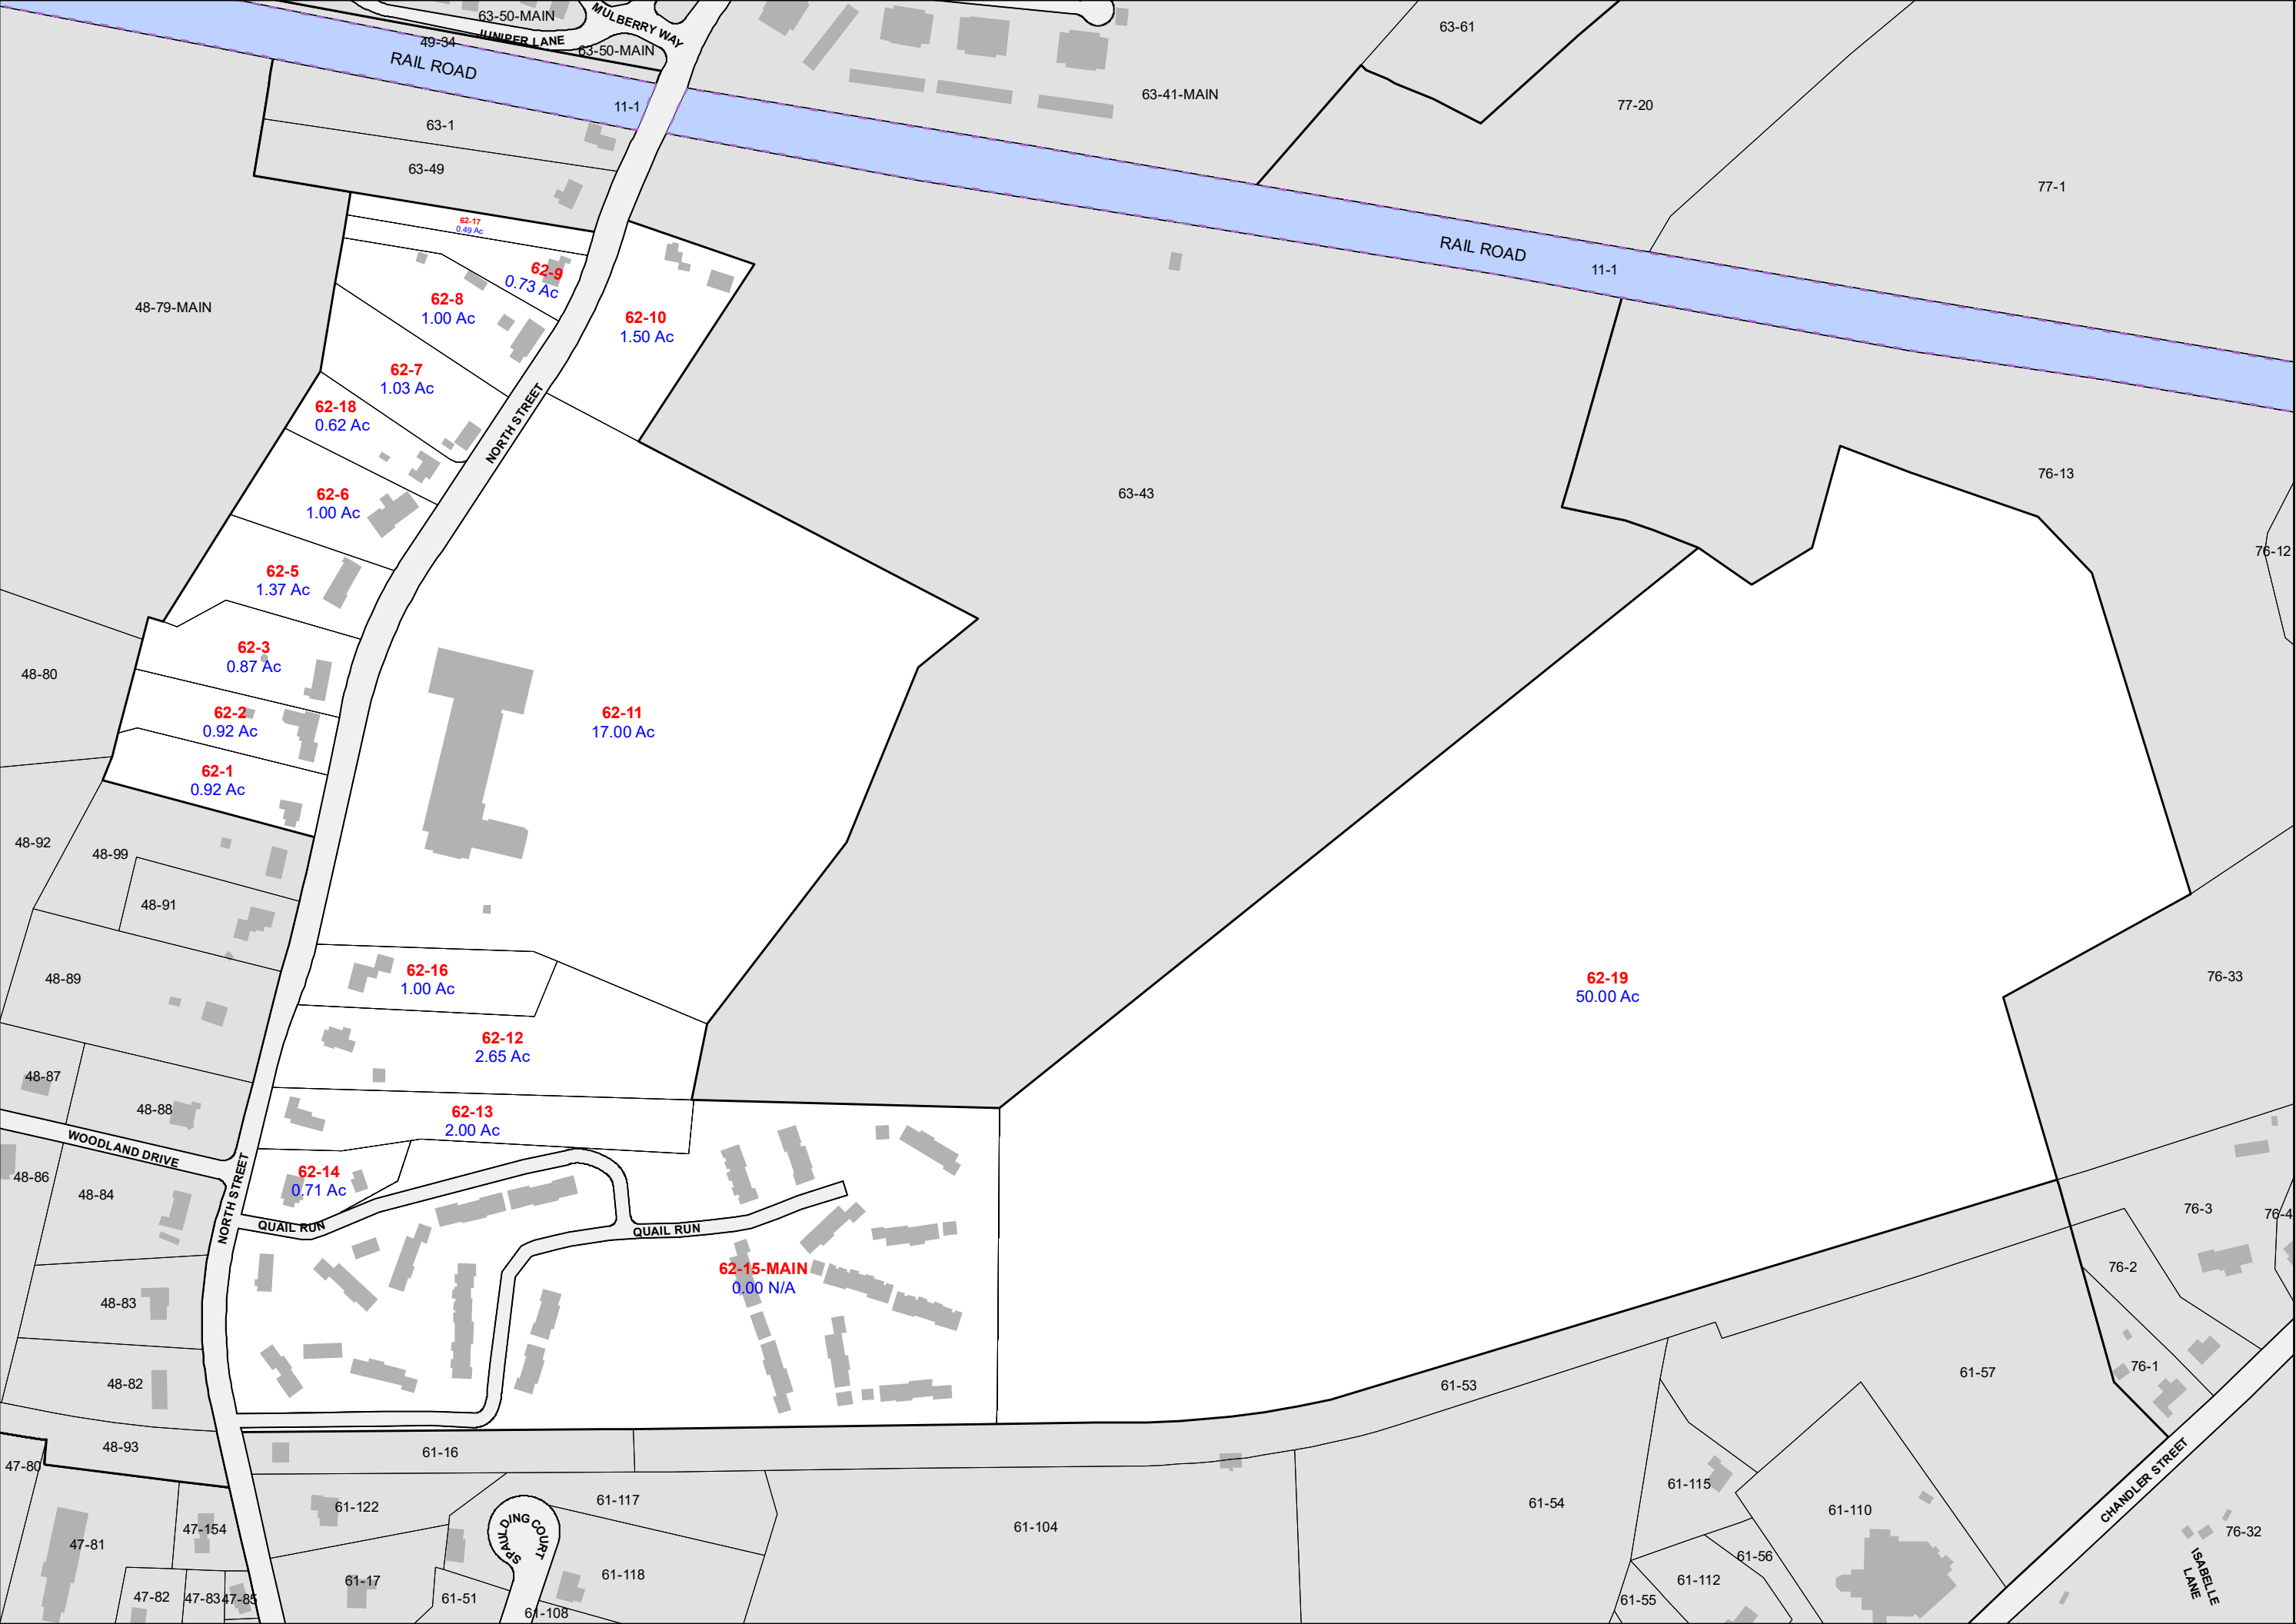 63-50-MAIN
MULBERRY WAY
JUNIPER LANE
49-34
63-50-MAIN
RAIL ROAD
63-61
63-41-MAIN
77-20
11-1
63-1
63-49
77-1
62-17
0.49 Ac
RAIL ROAD
11-1
62-9
0.73 Ac
48-79-MAIN
62-8
1.00 Ac
62-10
1.50 Ac
62-7
1.03 Ac
62-18
0.62 Ac
NORTH STREET
76-13
62-6
1.00 Ac
63-43
76-12
62-5
1.37 Ac
62-3
0.87 Ac
48-80
62-2
0.92 Ac
62-11
17.00 Ac
62-1
0.92 Ac
48-92
48-99
48-91
48-89
62-16
1.00 Ac
62-19
50.00 Ac
76-33
62-12
2.65 Ac
48-87
48-88
62-13
2.00 Ac
WOODLAND DRIVE
48-86
48-84
62-14
0.71 Ac
NORTH STREET
QUAIL RUN
QUAIL RUN
76-3
76-4
62-15-MAIN
0.00 N/A
76-2
48-83
76-1
61-57
48-82
61-53
48-93
61-16
47-80
CHANDLER STREET
61-122
61-117
61-115
61-54
61-110
47-154
SPAULDING COURT
61-104
76-32
47-81
61-56
61-17
61-118
61-112
ISABELLE
LANE
47-82
47-83
47-85
61-51
61-55
61-108